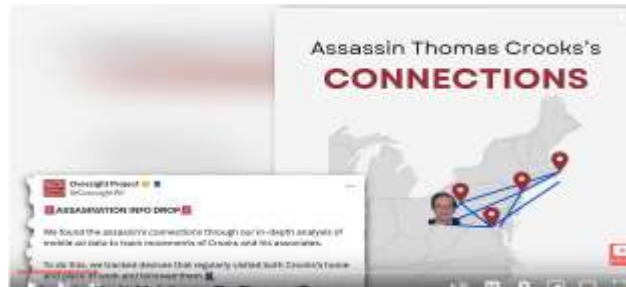 Assassin Thomas Crooks's
CONNECTIONS
Oversight Project
ASSASINATION INFO DROP
We found the assassin's connections through our in-depth analysis of
mobile ad data to track movements of Crooks and his associates.
To do this, we tracked devices that regularly visited both Crooks's home
and place of work and followed them